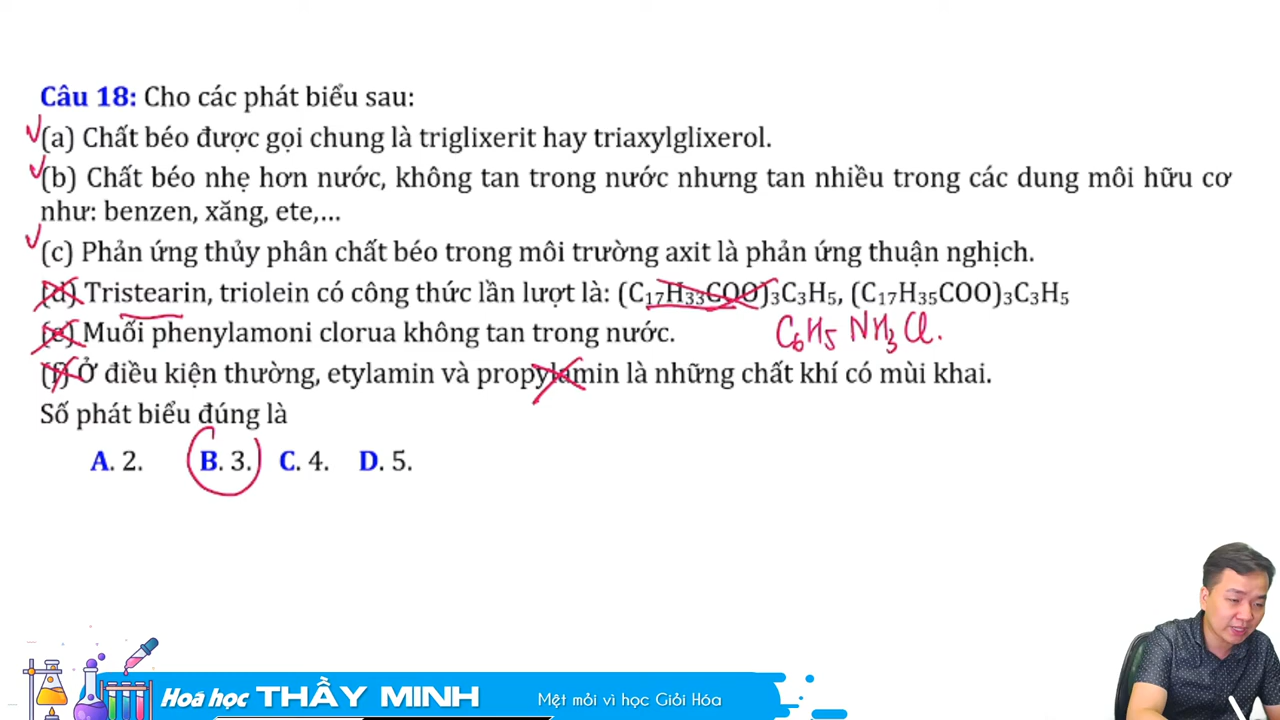 Câu 18: Cho các phát biểu sau:
(a) Chất béo được gọi chung là triglixerit hay triaxylglixerol.
(b) Chất béo nhẹ hơn nước, không tan trong nước nhưng tan nhiều trong các dung môi hữu cơ
như: benzen, xăng, ete,...
(c) Phản ứng thủy phân chất béo trong môi trường axit là phản ứng thuận nghịch.
(d) Tristearin, triolein có công thức lần lượt là: (C₁₇H₃₃COO)₃C₃H₅, (C₁₇H₃₅COO)₃C₃H₅
(e) Muối phenylamoni clorua không tan trong nước.
C₆H₅NH₃Cl.
(f) Ở điều kiện thường, etylamin và propylamin là những chất khí có mùi khai.
Số phát biểu đúng là
A. 2. B. 3. C. 4. D. 5.
Hoá học THẦY MINH Mệt mỏi vì học Giỏi Hóa